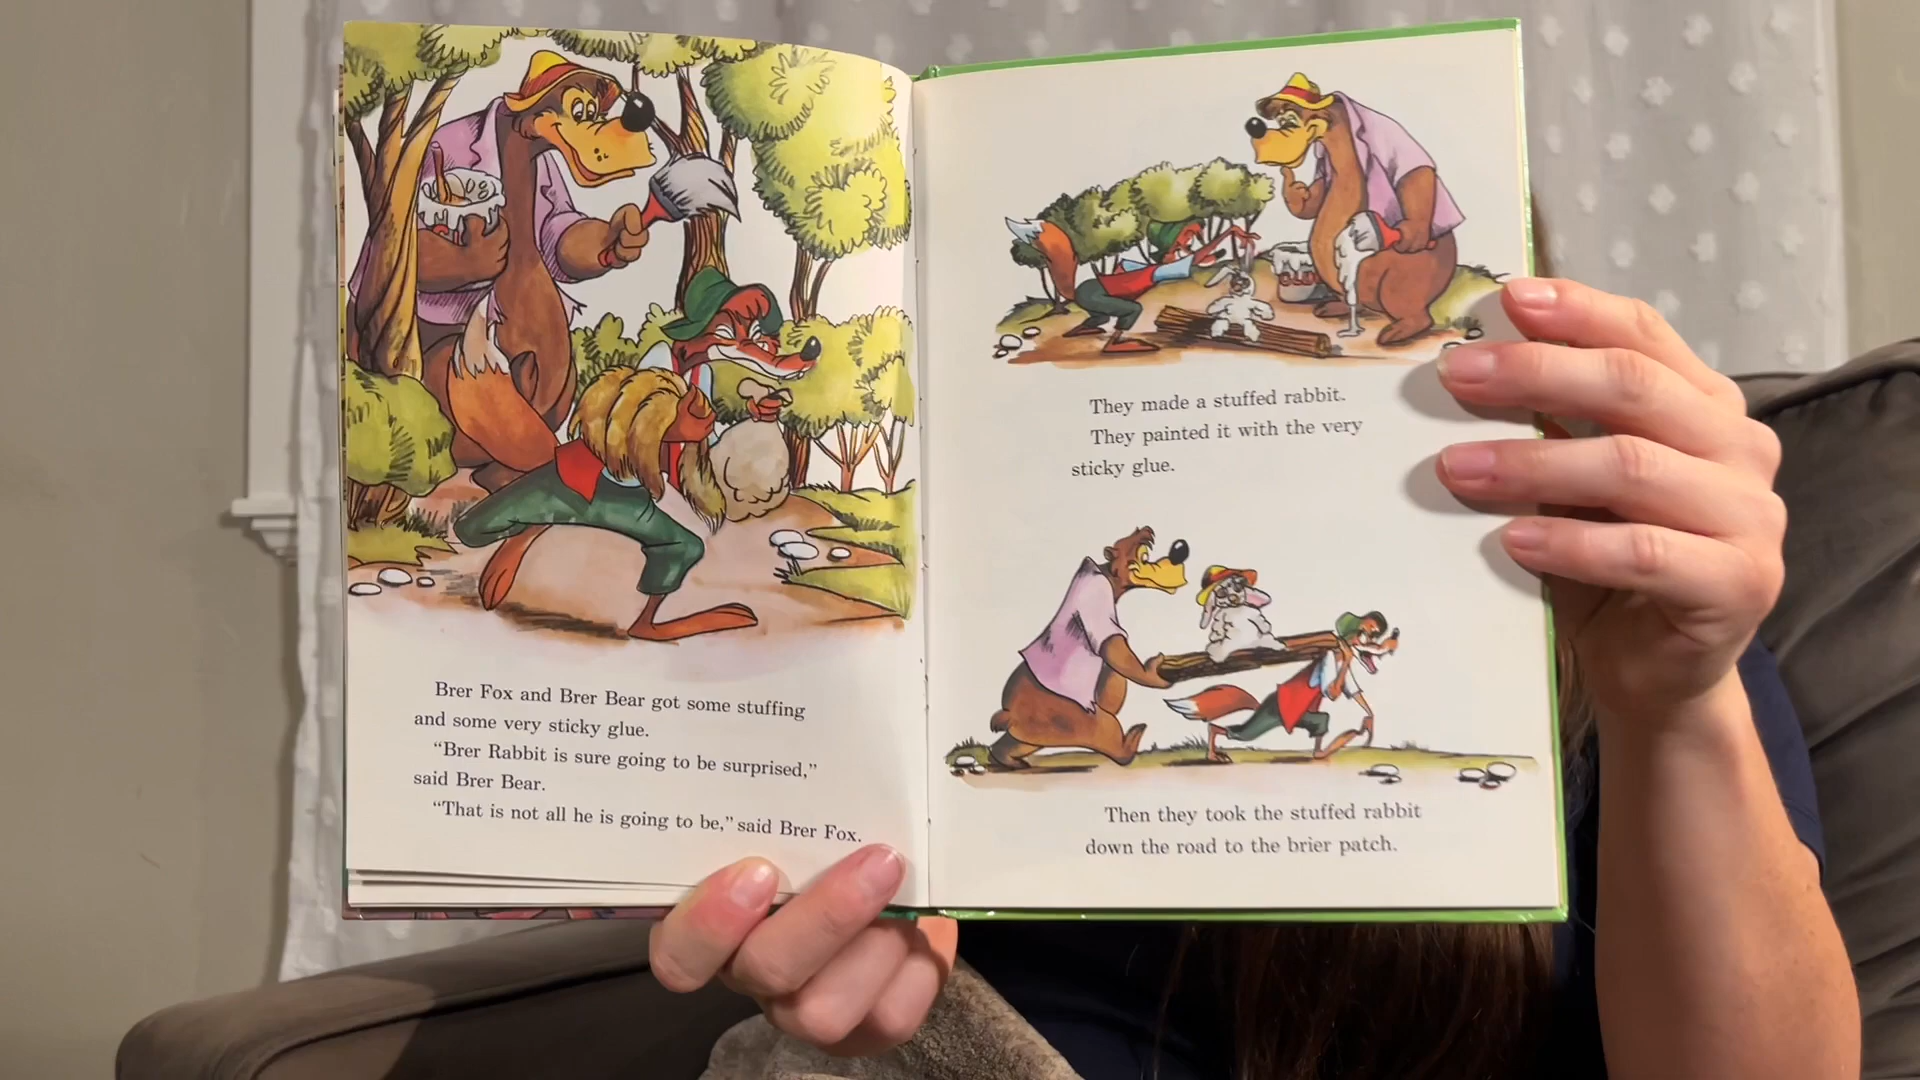 Brer Fox and Brer Bear got some stuffing
and some very sticky glue.
“Brer Rabbit is sure going to be surprised,”
said Brer Bear.
“That is not all he is going to be,” said Brer Fox.
They made a stuffed rabbit.
They painted it with the very
sticky glue.
Then they took the stuffed rabbit
down the road to the brier patch.